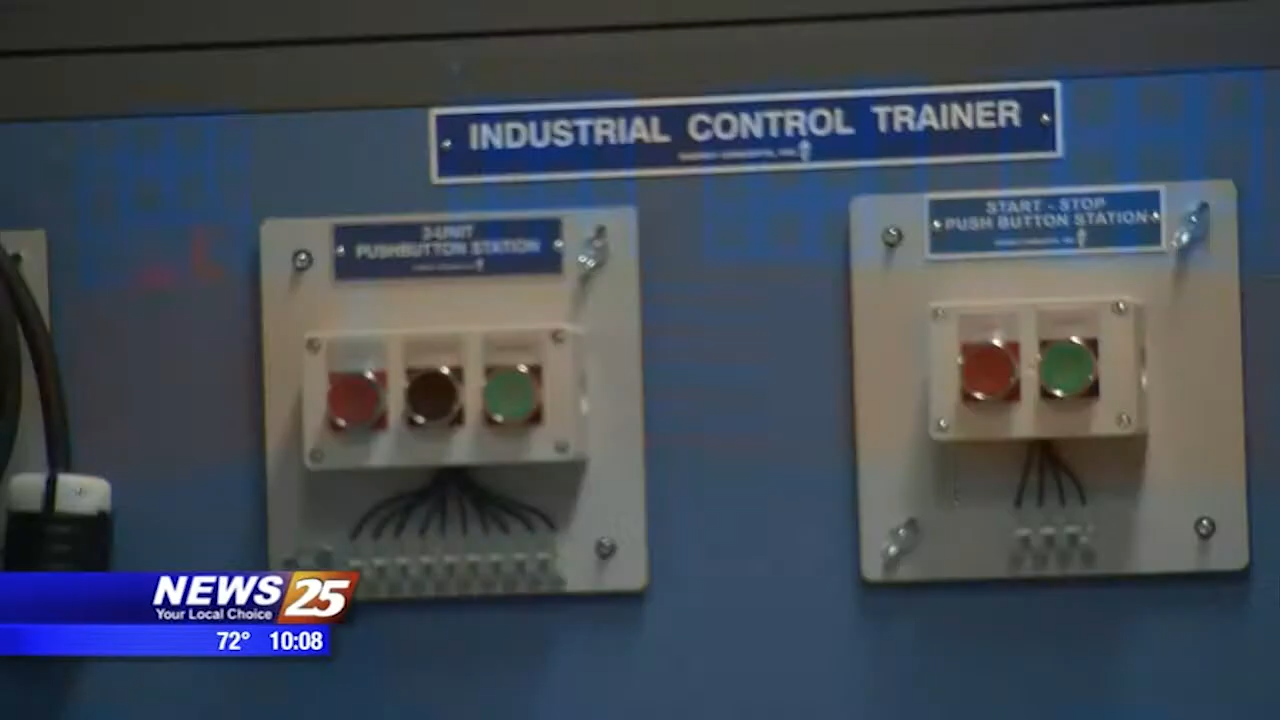 INDUSTRIAL CONTROL TRAINER
3-UNIT
PUSHBUTTON STATION
START - STOP
PUSH BUTTON STATION
NEWS 25
Your Local Choice
72° 10:08